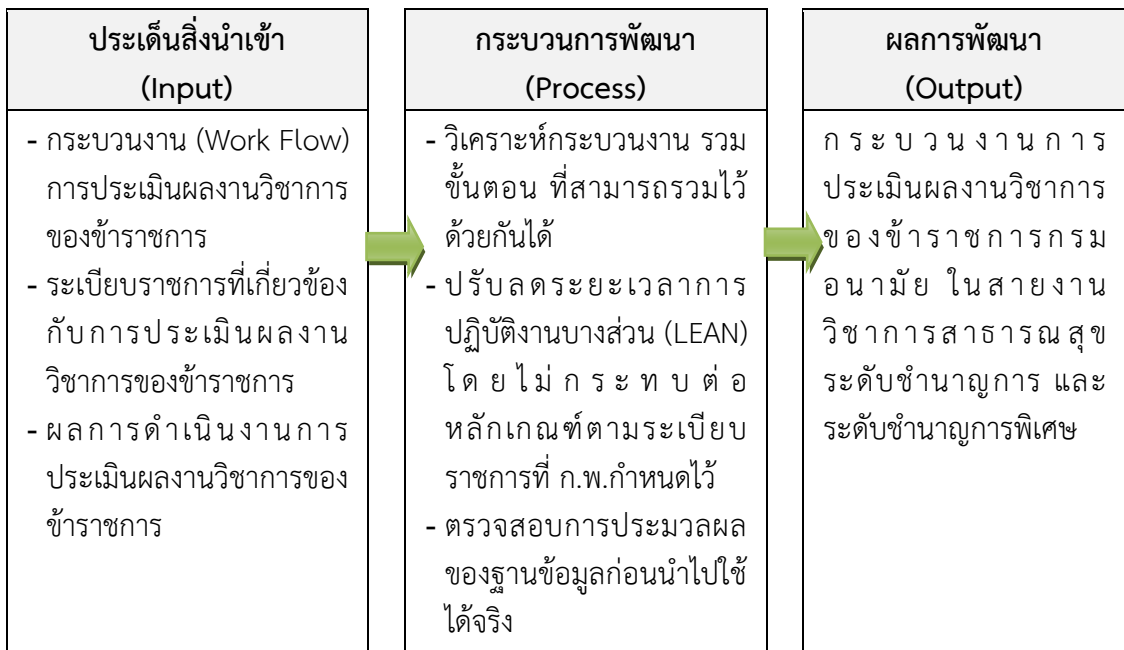 ประเด็นสิ่งนำเข้า
(Input)
- กระบวนงาน (Work Flow)
การประเมินผลงานวิชาการ
ของข้าราชการ
- ระเบียบราชการที่เกี่ยวข้อง
กับการประเมินผลงาน
วิชาการของข้าราชการ
- ผลการดำเนินงานการ
ประเมินผลงานวิชาการของ
ข้าราชการ
กระบวนการพัฒนา
(Process)
- วิเคราะห์กระบวนงาน รวม
ขั้นตอน ที่สามารถรวมไว้
ด้วยกันได้
- ปรับลดระยะเวลาการ
ปฏิบัติงานบางส่วน (LEAN)
โดยไม่กระทบต่อ
หลักเกณฑ์ตามระเบียบ
ราชการที่ ก.พ.กำหนดไว้
- ตรวจสอบการประมวลผล
ของฐานข้อมูลก่อนนำไปใช้
ได้จริง
ผลการพัฒนา
(Output)
กระบวนงานการ
ประเมินผลงานวิชาการ
ของข้าราชการกรม
อนามัย ในสายงาน
วิชาการสาธารณสุข
ระดับชำนาญการ และ
ระดับชำนาญการพิเศษ